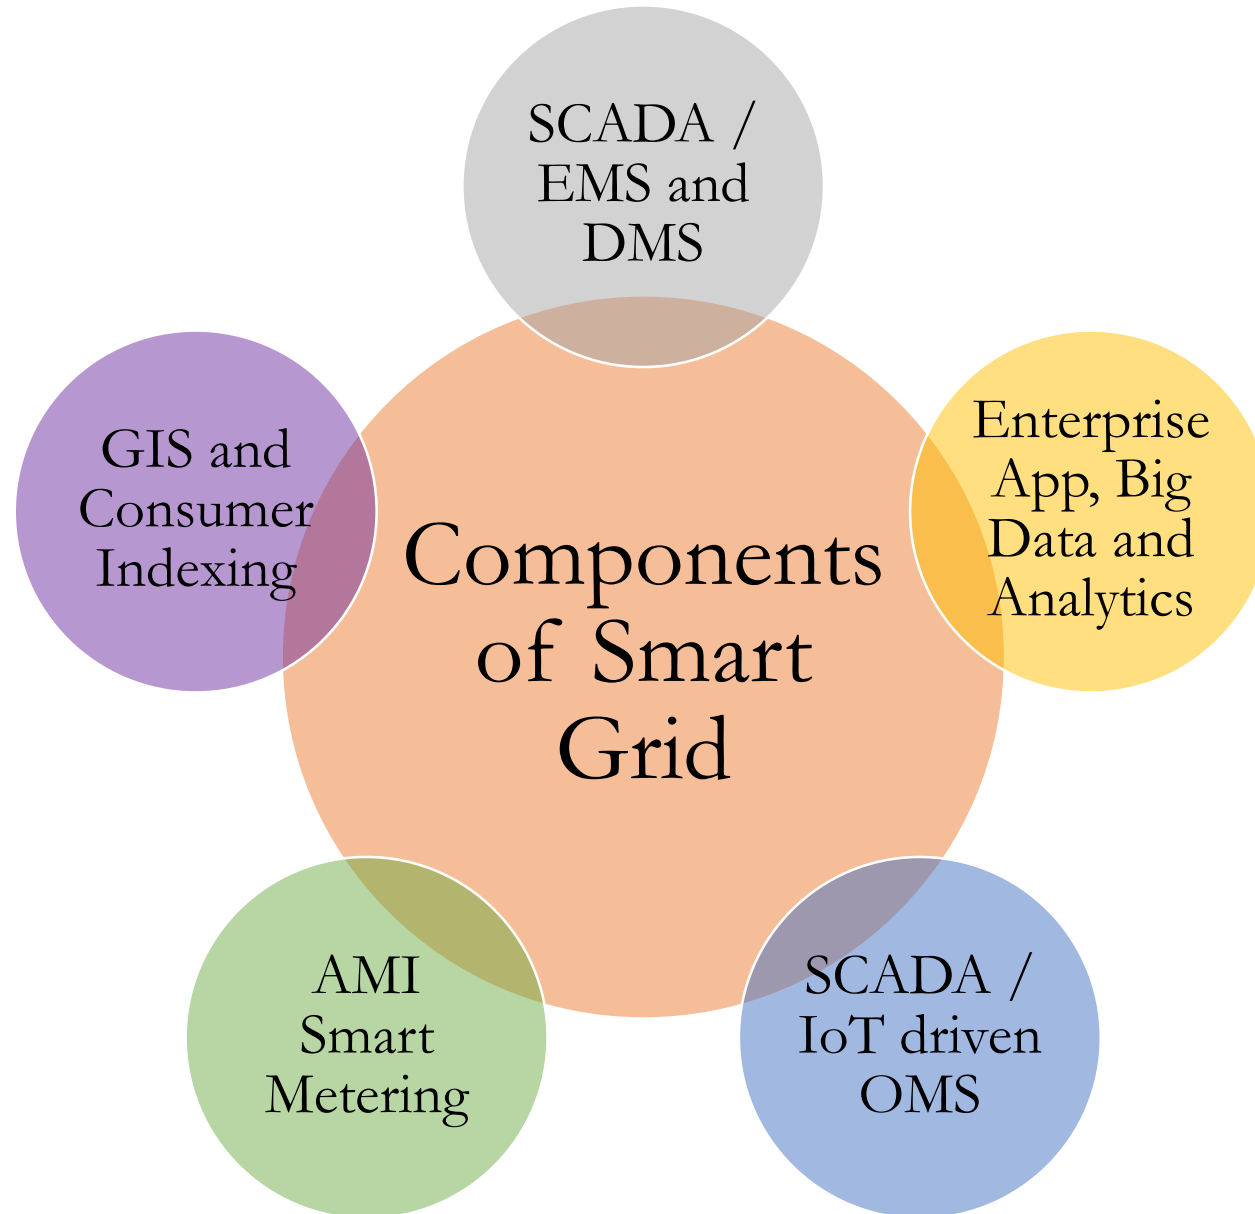 SCADA /
EMS and
DMS
Enterprise
App, Big
Data and
Analytics
GIS and
Consumer
Indexing
Components
of Smart
Grid
AMI
Smart
Metering
SCADA /
IoT driven
OMS